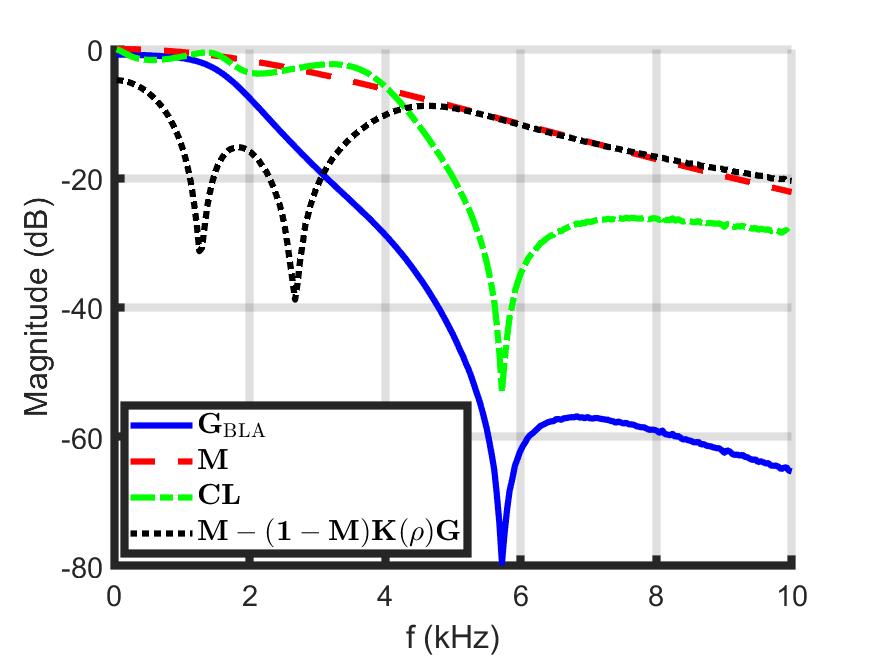 0
-20
-40
-60
-80
Magnitude (dB)
G_BLA
M
CL
M − (1 − M)K(ρ)G
0 2 4 6 8 10
f (kHz)